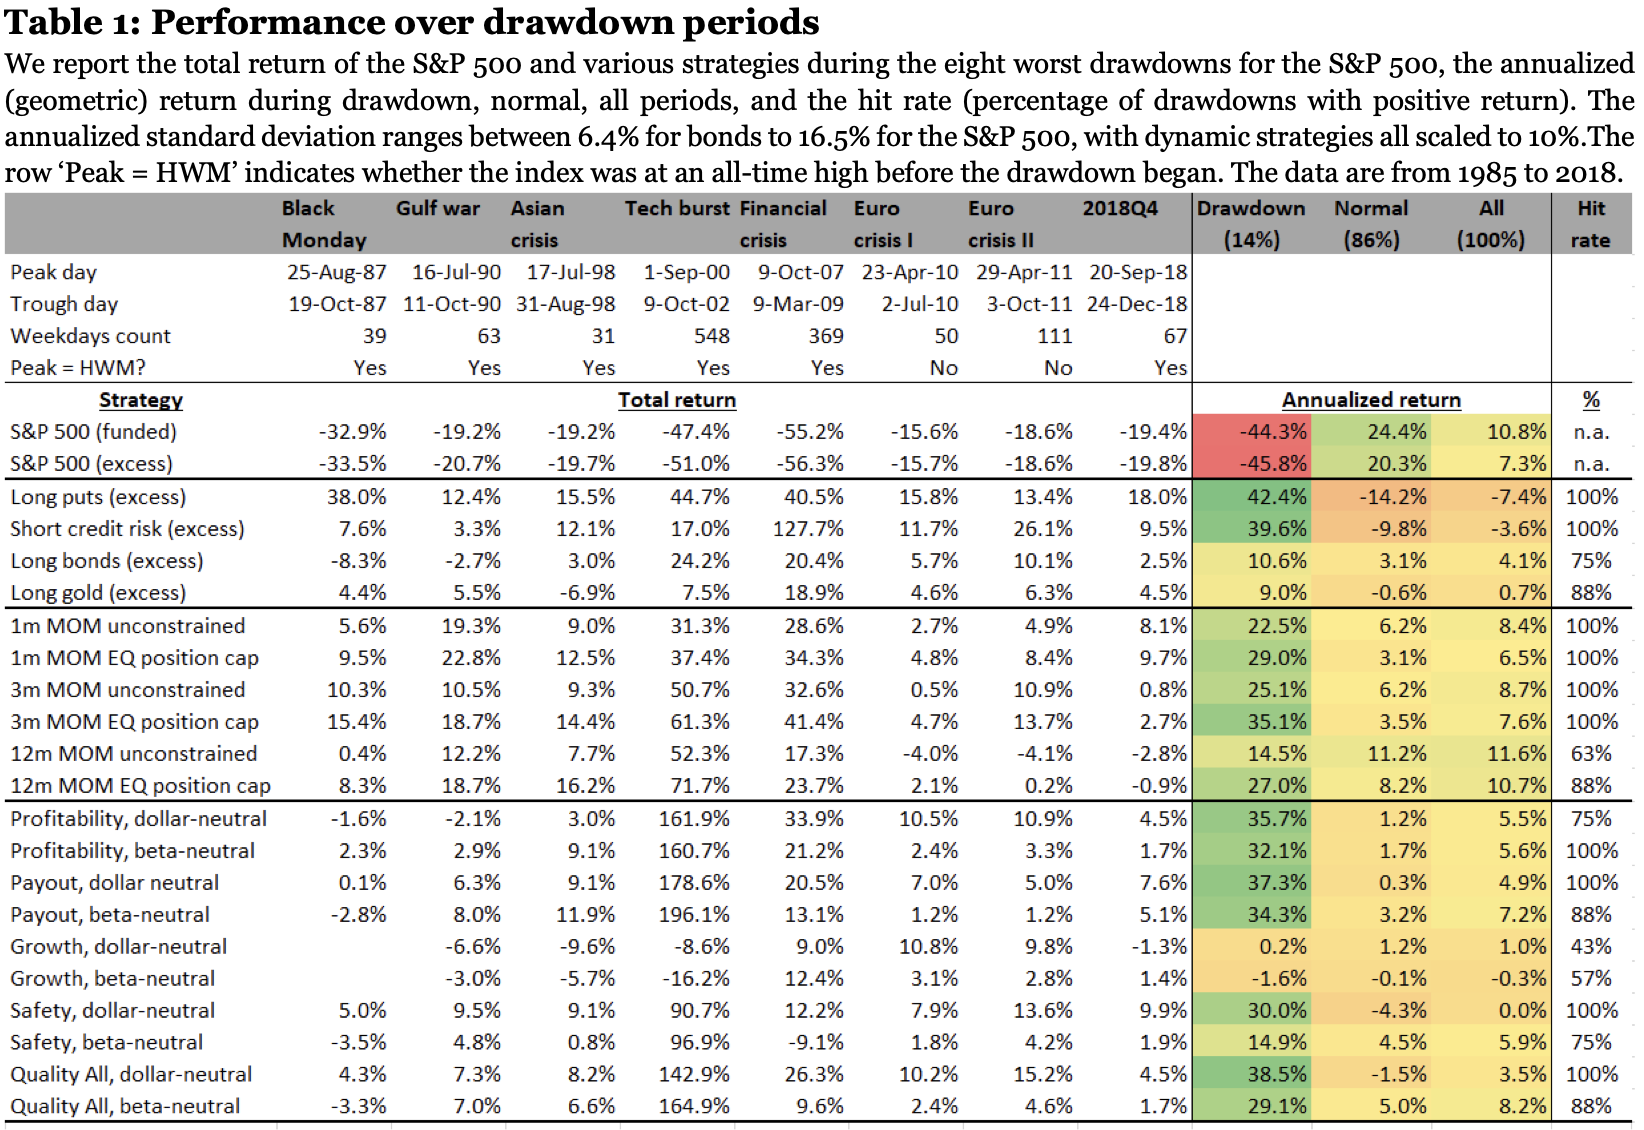 Table 1: Performance over drawdown periods
We report the total return of the S&P 500 and various strategies during the eight worst drawdowns for the S&P 500, the annualized
(geometric) return during drawdown, normal, all periods, and the hit rate (percentage of drawdowns with positive return). The
annualized standard deviation ranges between 6.4% for bonds to 16.5% for the S&P 500, with dynamic strategies all scaled to 10%.The
row ‘Peak = HWM’ indicates whether the index was at an all-time high before the drawdown began. The data are from 1985 to 2018.
Black Gulf war Asian Tech burst Financial Euro Euro 2018Q4 Drawdown Normal All Hit
Monday crisis crisis crisis I crisis II (14%) (86%) (100%) rate
Peak day 25-Aug-87 16-Jul-90 17-Jul-98 1-Sep-00 9-Oct-07 23-Apr-10 29-Apr-11 20-Sep-18
Trough day 19-Oct-87 11-Oct-90 31-Aug-98 9-Oct-02 9-Mar-09 2-Jul-10 3-Oct-11 24-Dec-18
Weekdays count 39 63 31 548 369 50 111 67
Peak = HWM? Yes Yes Yes Yes Yes No No Yes
Strategy Total return Annualized return %
S&P 500 (funded) -32.9% -19.2% -19.2% -47.4% -55.2% -15.6% -18.6% -19.4% -44.3% 24.4% 10.8% n.a.
S&P 500 (excess) -33.5% -20.7% -19.7% -51.0% -56.3% -15.7% -18.6% -19.8% -45.8% 20.3% 7.3% n.a.
Long puts (excess) 38.0% 12.4% 15.5% 44.7% 40.5% 15.8% 13.4% 18.0% 42.4% -14.2% -7.4% 100%
Short credit risk (excess) 7.6% 3.3% 12.1% 17.0% 127.7% 11.7% 26.1% 9.5% 39.6% -9.8% -3.6% 100%
Long bonds (excess) -8.3% -2.7% 3.0% 24.2% 20.4% 5.7% 10.1% 2.5% 10.6% 3.1% 4.1% 75%
Long gold (excess) 4.4% 5.5% -6.9% 7.5% 18.9% 4.6% 6.3% 4.5% 9.0% -0.6% 0.7% 88%
1m MOM unconstrained 5.6% 19.3% 9.0% 31.3% 28.6% 2.7% 4.9% 8.1% 22.5% 6.2% 8.4% 100%
1m MOM EQ position cap 9.5% 22.8% 12.5% 37.4% 34.3% 4.8% 8.4% 9.7% 29.0% 3.1% 6.5% 100%
3m MOM unconstrained 10.3% 10.5% 9.3% 50.7% 32.6% 0.5% 10.9% 0.8% 25.1% 6.2% 8.7% 100%
3m MOM EQ position cap 15.4% 18.7% 14.4% 61.3% 41.4% 4.7% 13.7% 2.7% 35.1% 3.5% 7.6% 100%
12m MOM unconstrained 0.4% 12.2% 7.7% 52.3% 17.3% -4.0% -4.1% -2.8% 14.5% 11.2% 11.6% 63%
12m MOM EQ position cap 8.3% 18.7% 16.2% 71.7% 23.7% 2.1% 0.2% -0.9% 27.0% 8.2% 10.7% 88%
Profitability, dollar-neutral -1.6% -2.1% 3.0% 161.9% 33.9% 10.5% 10.9% 4.5% 35.7% 1.2% 5.5% 75%
Profitability, beta-neutral 2.3% 2.9% 9.1% 160.7% 21.2% 2.4% 3.3% 1.7% 32.1% 1.7% 5.6% 100%
Payout, dollar neutral 0.1% 6.3% 9.1% 178.6% 20.5% 7.0% 5.0% 7.6% 37.3% 0.3% 4.9% 100%
Payout, beta-neutral -2.8% 8.0% 11.9% 196.1% 13.1% 1.2% 1.2% 5.1% 34.3% 3.2% 7.2% 88%
Growth, dollar-neutral -6.6% -9.6% -8.6% 9.0% 10.8% 9.8% -1.3% 0.2% 1.2% 1.0% 43%
Growth, beta-neutral -3.0% -5.7% -16.2% 12.4% 3.1% 2.8% 1.4% -1.6% -0.1% -0.3% 57%
Safety, dollar-neutral 5.0% 9.5% 9.1% 90.7% 12.2% 7.9% 13.6% 9.9% 30.0% -4.3% 0.0% 100%
Safety, beta-neutral -3.5% 4.8% 0.8% 96.9% -9.1% 1.8% 4.2% 1.9% 14.9% 4.5% 5.9% 75%
Quality All, dollar-neutral 4.3% 7.3% 8.2% 142.9% 26.3% 10.2% 15.2% 4.5% 38.5% -1.5% 3.5% 100%
Quality All, beta-neutral -3.3% 7.0% 6.6% 164.9% 9.6% 2.4% 4.6% 1.7% 29.1% 5.0% 8.2% 88%